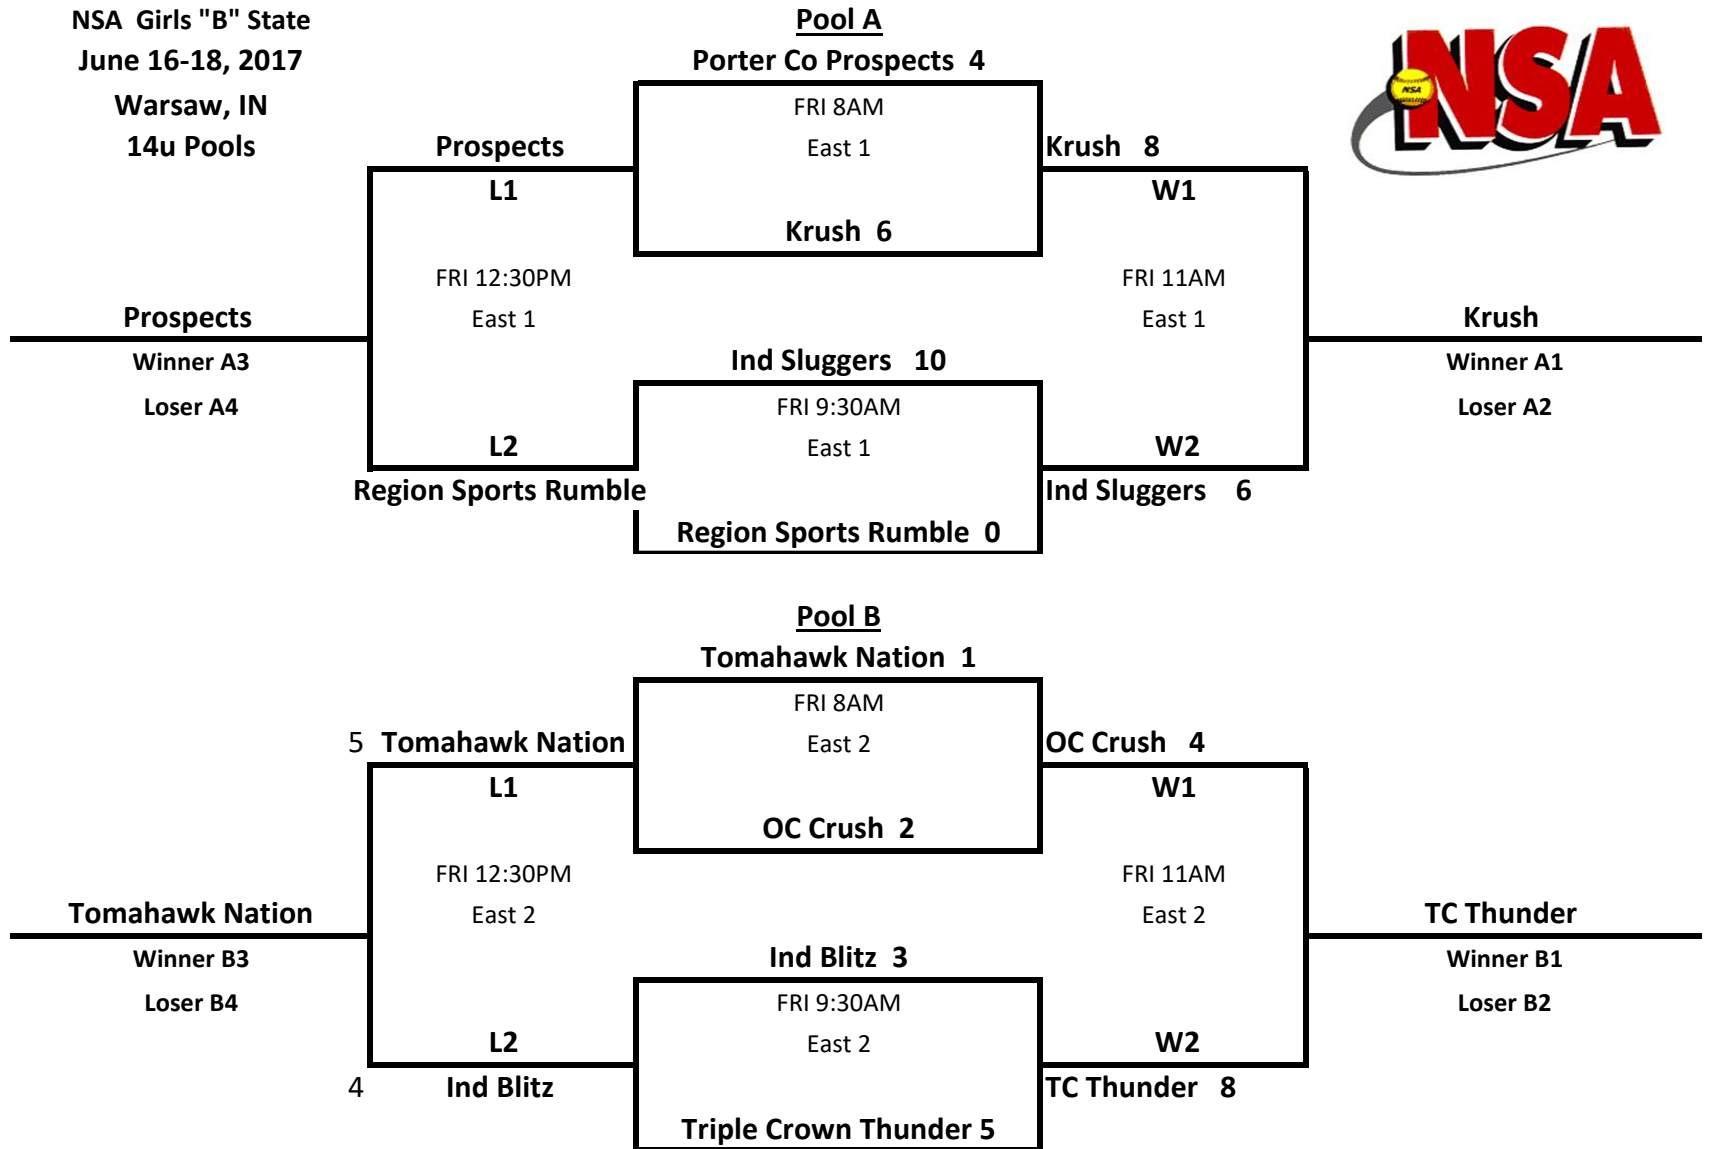 NSA Girls "B" State
June 16-18, 2017
Warsaw, IN
14u Pools
NSA
NSA
Pool A
Porter Co Prospects 4
FRI 8AM
East 1
Prospects
L1
Krush 8
W1
Krush 6
FRI 12:30PM
East 1
FRI 11AM
East 1
Prospects
Winner A3
Loser A4
Krush
Winner A1
Loser A2
Ind Sluggers 10
FRI 9:30AM
East 1
L2
Region Sports Rumble
W2
Ind Sluggers 6
Region Sports Rumble 0
Pool B
Tomahawk Nation 1
FRI 8AM
East 2
5 Tomahawk Nation
L1
OC Crush 4
W1
OC Crush 2
FRI 12:30PM
East 2
FRI 11AM
East 2
Tomahawk Nation
Winner B3
Loser B4
TC Thunder
Winner B1
Loser B2
Ind Blitz 3
FRI 9:30AM
East 2
L2
4 Ind Blitz
W2
TC Thunder 8
Triple Crown Thunder 5